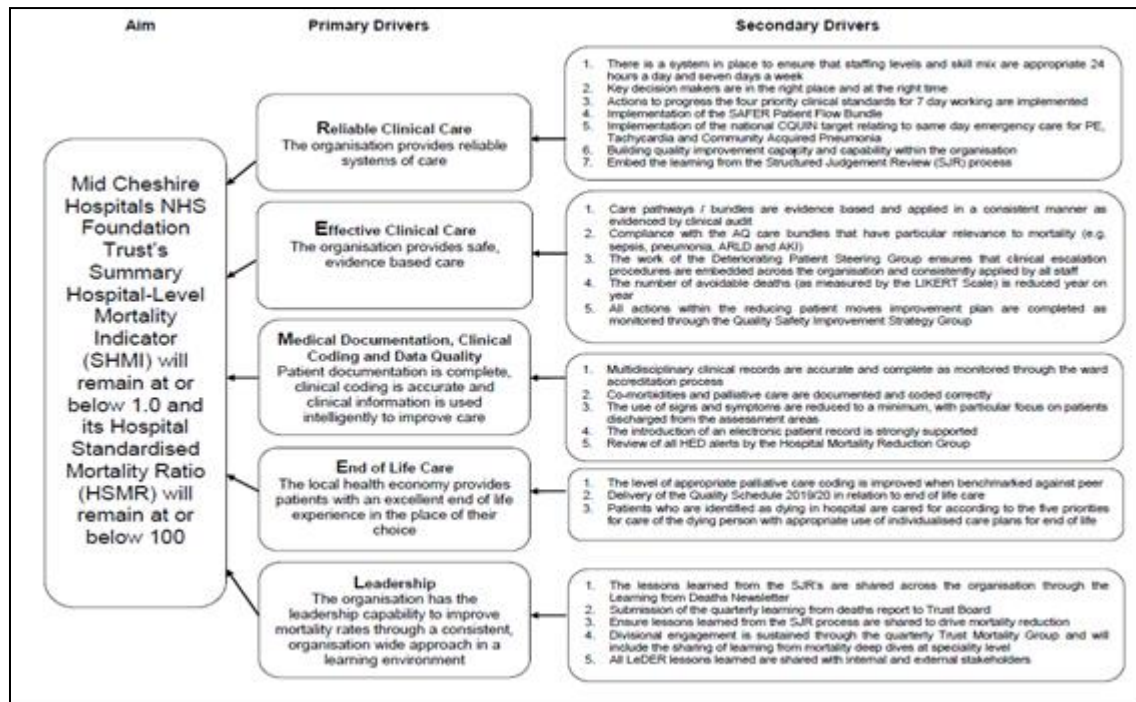 Aim
Primary Drivers
Secondary Drivers
Mid Cheshire
Hospitals NHS
Foundation
Trust's
Summary
Hospital-Level
Mortality
Indicator
(SHMI) will
remain at or
below 1.0 and
its Hospital
Standardised
Mortality Ratio
(HSMR) will
remain at or
below 100
Reliable Clinical Care
The organisation provides reliable
systems of care
1. There is a system in place to ensure that staffing levels and skill mix are appropriate 24
hours a day and seven days a week
2. Key decision makers are in the right place and at the right time
3. Actions to progress the four priority clinical standards for 7 day working are implemented
4. Implementation of the SAFER Patient Flow Bundle
5. Implementation of the national CQUIN target relating to same day emergency care for PE,
Tachycardia and Community Acquired Pneumonia
6. Building quality improvement capacity and capability within the organisation
7. Embed the learning from the Structured Judgement Review (SJR) process
Effective Clinical Care
The organisation provides safe,
evidence based care
1. Care pathways / bundles are evidence based and applied in a consistent manner as
evidenced by clinical audit
2. Compliance with the AQ care bundles that have particular relevance to mortality (e.g.
sepsis, pneumonia, ARLD and AKI)
3. The work of the Deteriorating Patient Steering Group ensures that clinical escalation
procedures are embedded across the organisation and consistently applied by all staff
4. The number of avoidable deaths (as measured by the LIKERT Scale) is reduced year on
year
5. All actions within the reducing patient moves improvement plan are completed as
monitored through the Quality Safety Improvement Strategy Group
Medical Documentation, Clinical
Coding and Data Quality
Patient documentation is complete,
clinical coding is accurate and
clinical information is used
intelligently to improve care
1. Multidisciplinary clinical records are accurate and complete as monitored through the ward
accreditation process
2. Co-morbidities and palliative care are documented and coded correctly
3. The use of signs and symptoms are reduced to a minimum, with particular focus on patients
discharged from the assessment areas
4. The introduction of an electronic patient record is strongly supported
5. Review of all HED alerts by the Hospital Mortality Reduction Group
End of Life Care
The local health economy provides
patients with an excellent end of life
experience in the place of their
choice
1. The level of appropriate palliative care coding is improved when benchmarked against peer
2. Delivery of the Quality Schedule 2019/20 in relation to end of life care
3. Patients who are identified as dying in hospital are cared for according to the five priorities
for care of the dying person with appropriate use of individualised care plans for end of life
Leadership
The organisation has the
leadership capability to improve
mortality rates through a consistent,
organisation wide approach in a
learning environment
1. The lessons learned from the SJR's are shared across the organisation through the
Learning from Deaths Newsletter
2. Submission of the quarterly learning from deaths report to Trust Board
3. Ensure lessons learned from the SJR process are shared to drive mortality reduction
4. Divisional engagement is sustained through the quarterly Trust Mortality Group and will
include the sharing of learning from mortality deep dives at speciality level
5. All LeDER lessons learned are shared with internal and external stakeholders